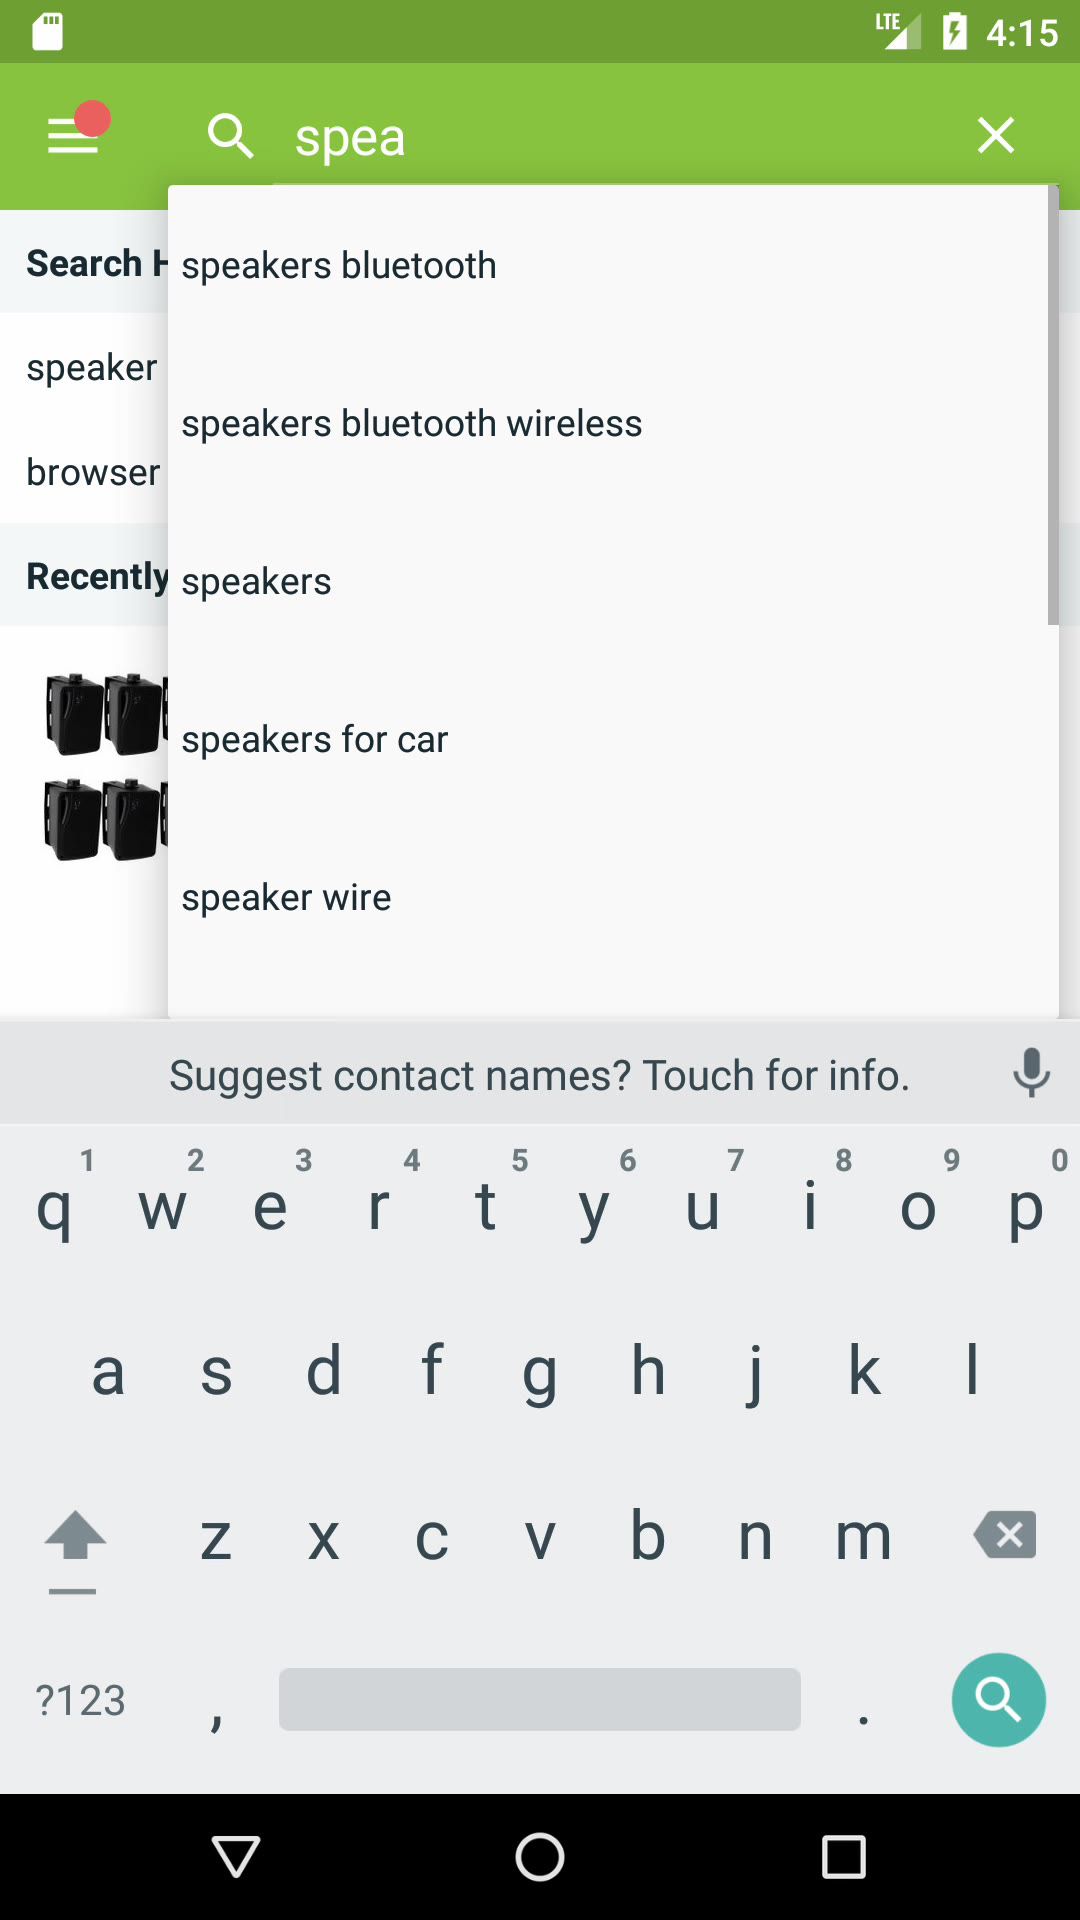 LTE 4:15
spea
Search H
speakers bluetooth
speaker
speakers bluetooth wireless
browser
Recently
speakers
speakers for car
speaker wire
Suggest contact names? Touch for info.
1 2 3 4 5 6 7 8 9 0
q w e r t y u i o p
a s d f g h j k l
z x c v b n m
?123 , .